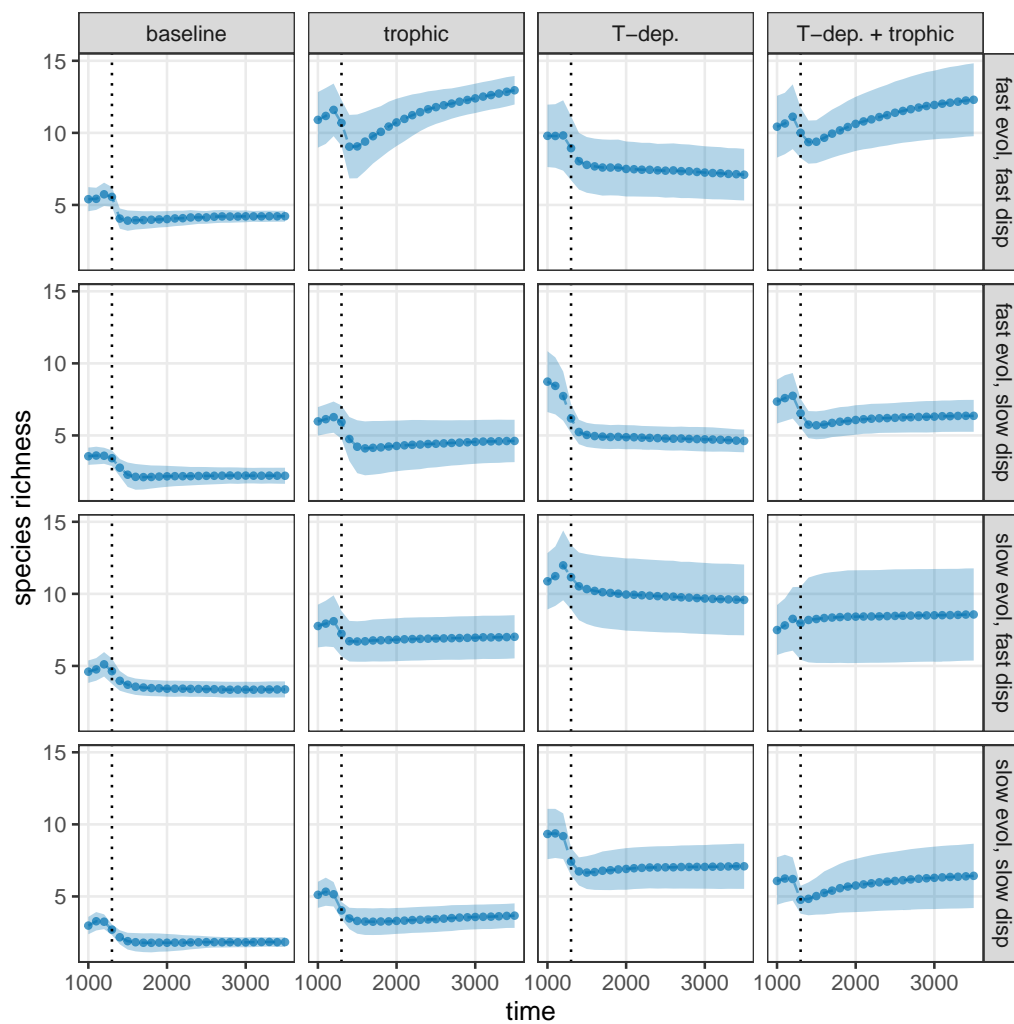 baseline
trophic
T−dep.
T−dep. + trophic
15
10
5
fast evol, fast disp
15
10
5
fast evol, slow disp
15
10
5
slow evol, fast disp
15
10
5
slow evol, slow disp
1000 2000 3000 1000 2000 3000 1000 2000 3000 1000 2000 3000
time
species richness